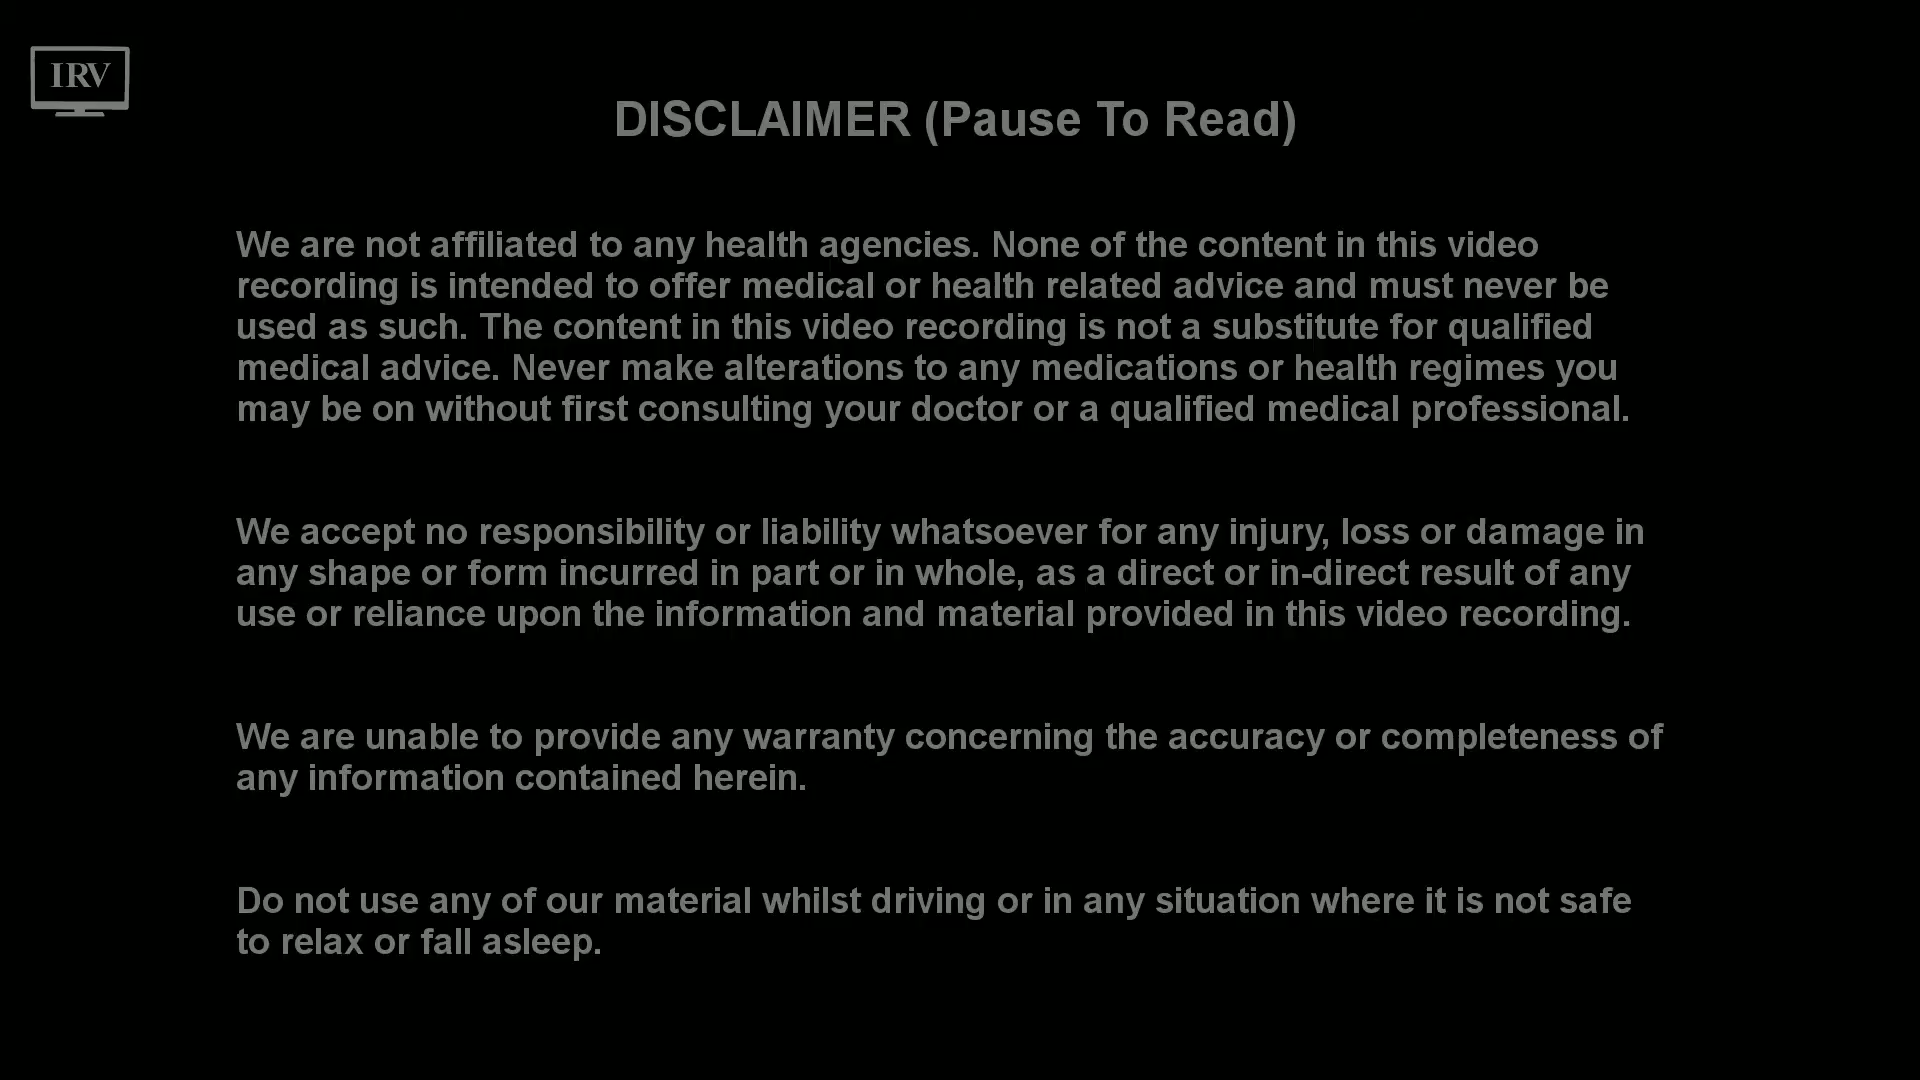 IRV
DISCLAIMER (Pause To Read)
We are not affiliated to any health agencies. None of the content in this video
recording is intended to offer medical or health related advice and must never be
used as such. The content in this video recording is not a substitute for qualified
medical advice. Never make alterations to any medications or health regimes you
may be on without first consulting your doctor or a qualified medical professional.
We accept no responsibility or liability whatsoever for any injury, loss or damage in
any shape or form incurred in part or in whole, as a direct or in-direct result of any
use or reliance upon the information and material provided in this video recording.
We are unable to provide any warranty concerning the accuracy or completeness of
any information contained herein.
Do not use any of our material whilst driving or in any situation where it is not safe
to relax or fall asleep.